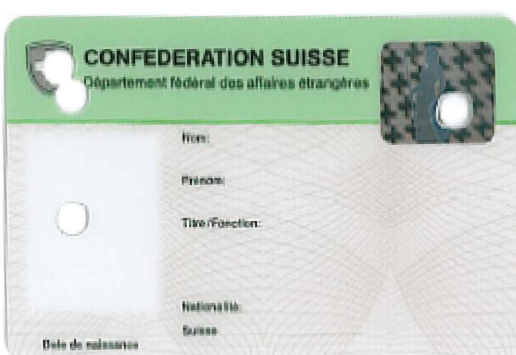 CONFEDERATION SUISSE
Département fédéral des affaires étrangères
Nom:
Prénom:
Titre/Fonction:
Nationalité:
Suisse
Date de naissance